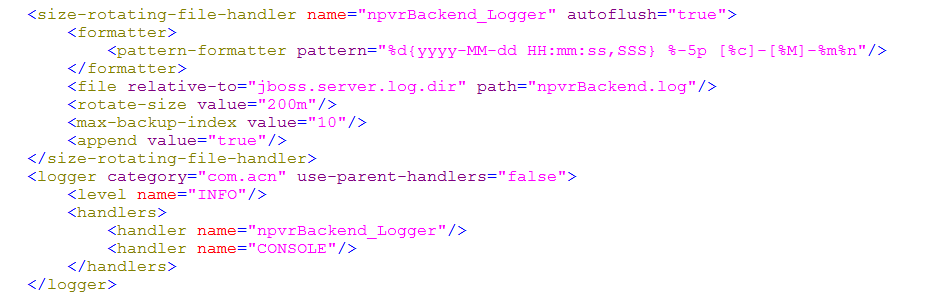 <size-rotating-file-handler name="npvrBackend_Logger" autoflush="true">
    <formatter>
        <pattern-formatter pattern="%d{yyyy-MM-dd HH:mm:ss,SSS} %-5p [%c]-[%M]-%m%n"/>
    </formatter>
    <file relative-to="jboss.server.log.dir" path="npvrBackend.log"/>
    <rotate-size value="200m"/>
    <max-backup-index value="10"/>
    <append value="true"/>
</size-rotating-file-handler>
<logger category="com.acn" use-parent-handlers="false">
    <level name="INFO"/>
    <handlers>
        <handler name="npvrBackend_Logger"/>
        <handler name="CONSOLE"/>
    </handlers>
</logger>